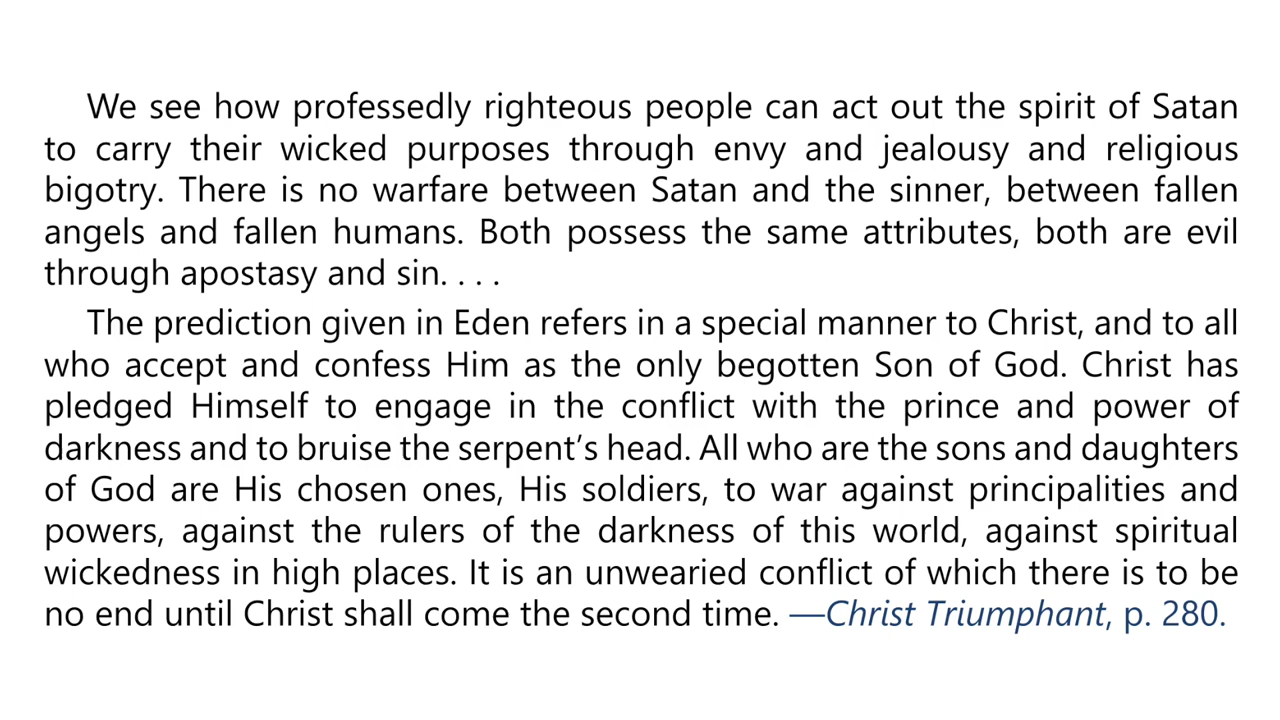 We see how professedly righteous people can act out the spirit of Satan
to carry their wicked purposes through envy and jealousy and religious
bigotry. There is no warfare between Satan and the sinner, between fallen
angels and fallen humans. Both possess the same attributes, both are evil
through apostasy and sin. . . .
The prediction given in Eden refers in a special manner to Christ, and to all
who accept and confess Him as the only begotten Son of God. Christ has
pledged Himself to engage in the conflict with the prince and power of
darkness and to bruise the serpent’s head. All who are the sons and daughters
of God are His chosen ones, His soldiers, to war against principalities and
powers, against the rulers of the darkness of this world, against spiritual
wickedness in high places. It is an unwearied conflict of which there is to be
no end until Christ shall come the second time. —Christ Triumphant, p. 280.